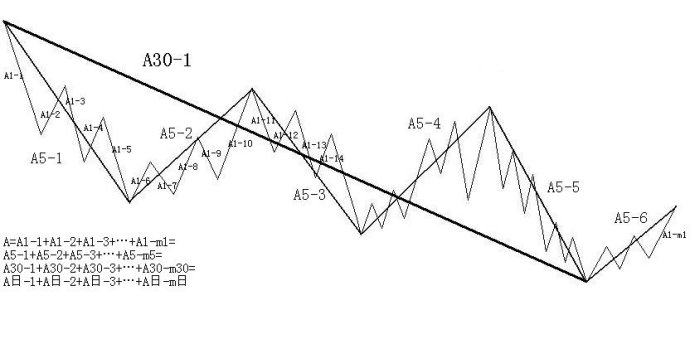 A30-1
A1-1
A1-3
A1-2
A1-4
A5-1
A1-5
A5-2
A1-6
A1-7
A1-8
A1-9
A1-10
A1-11
A1-12
A1-13
A1-14
A5-3
A5-4
A5-5
A5-6
A1-m1
A=A1-1+A1-2+A1-3+…+A1-m1=
A5-1+A5-2+A5-3+…+A5-m5=
A30-1+A30-2+A30-3+…+A30-m30=
A日-1+A日-2+A日-3+…+A日-m日